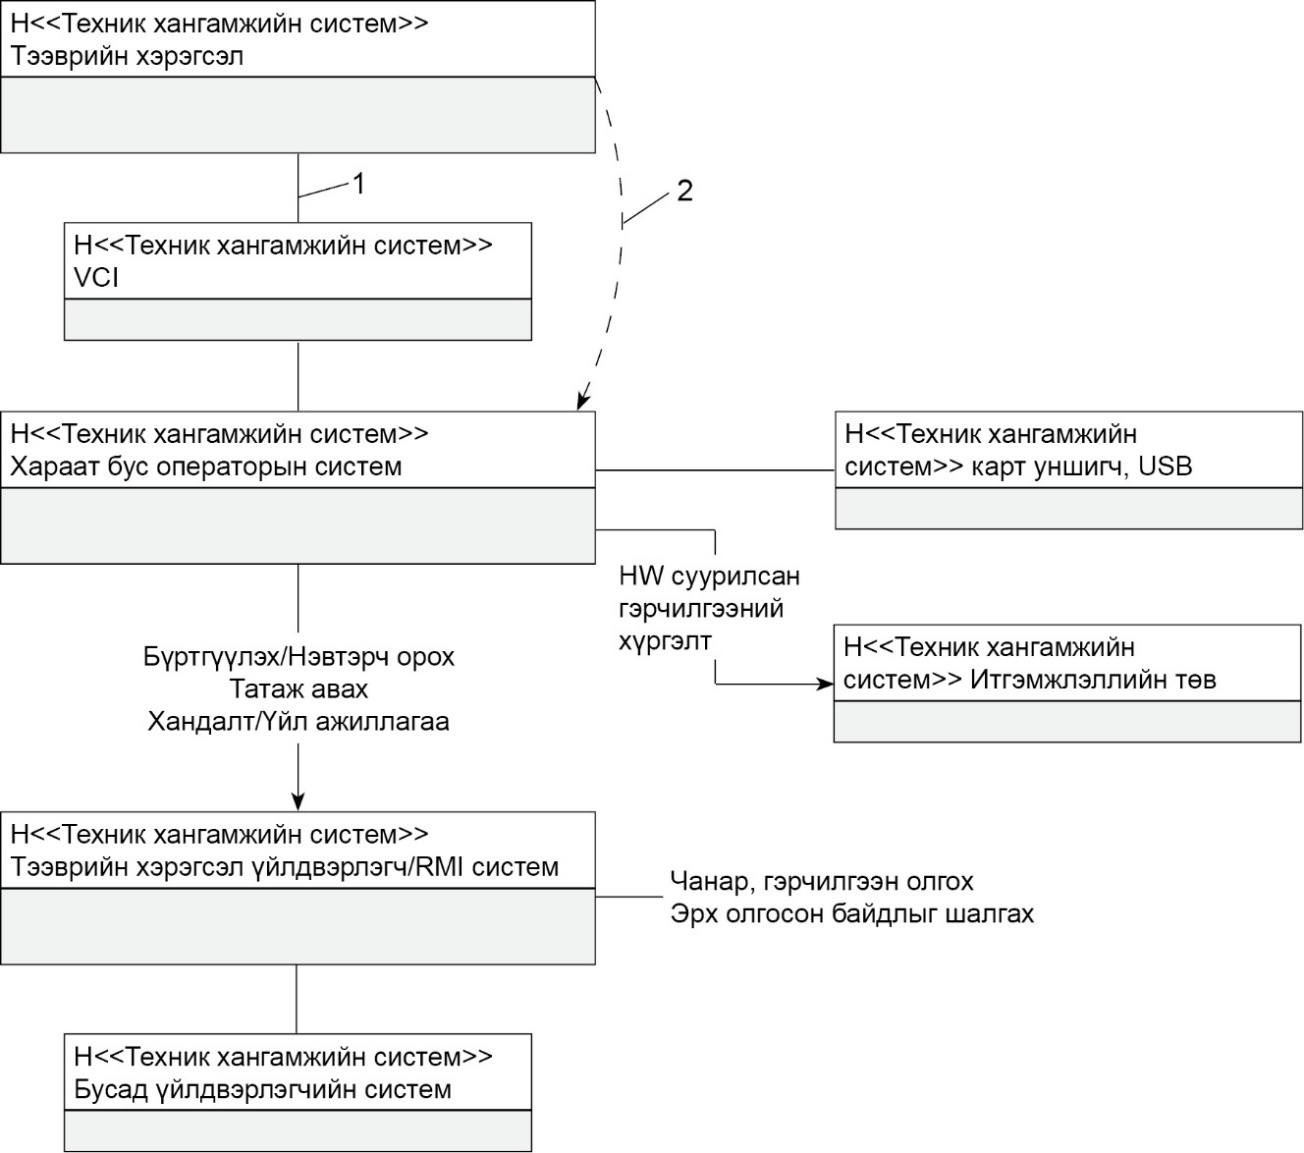 H<<Техник хангамжийн систем>>
Тээврийн хэрэгсэл
1
2
H<<Техник хангамжийн систем>>
VCI
H<<Техник хангамжийн систем>>
Хараат бус операторын систем
H<<Техник хангамжийн
систем>> карт уншигч, USB
HW суурилсан
гэрчилгээний
хүргэлт
H<<Техник хангамжийн
систем>> Итгэмжлэллийн төв
Бүртгүүлэх/Нэвтэрч орох
Татаж авах
Хандалт/Үйл ажиллагаа
H<<Техник хангамжийн систем>>
Тээврийн хэрэгсэл үйлдвэрлэгч/RMI систем
Чанар, гэрчилгээн олгох
Эрх олгосон байдлыг шалгах
H<<Техник хангамжийн систем>>
Бусад үйлдвэрлэгчийн систем